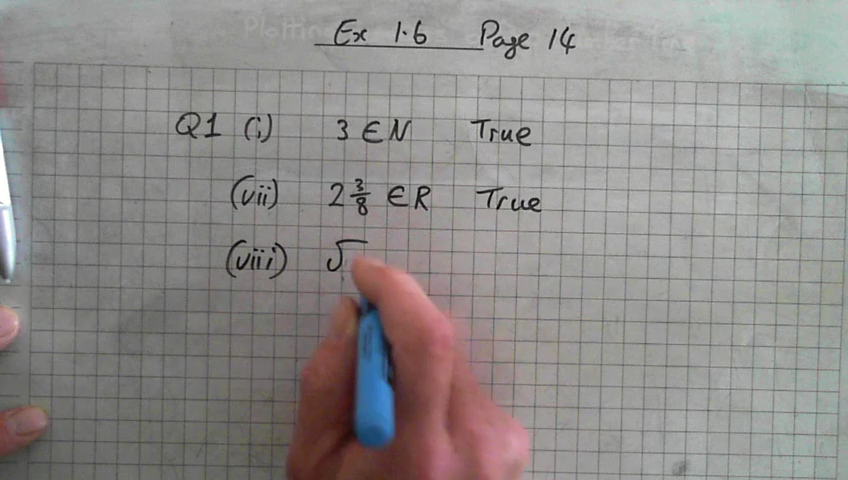 Ex 1.6 Page 14
Q1 (i) 3 ∈ N True
(vii) 2 3/8 ∈ R True
(viii) √